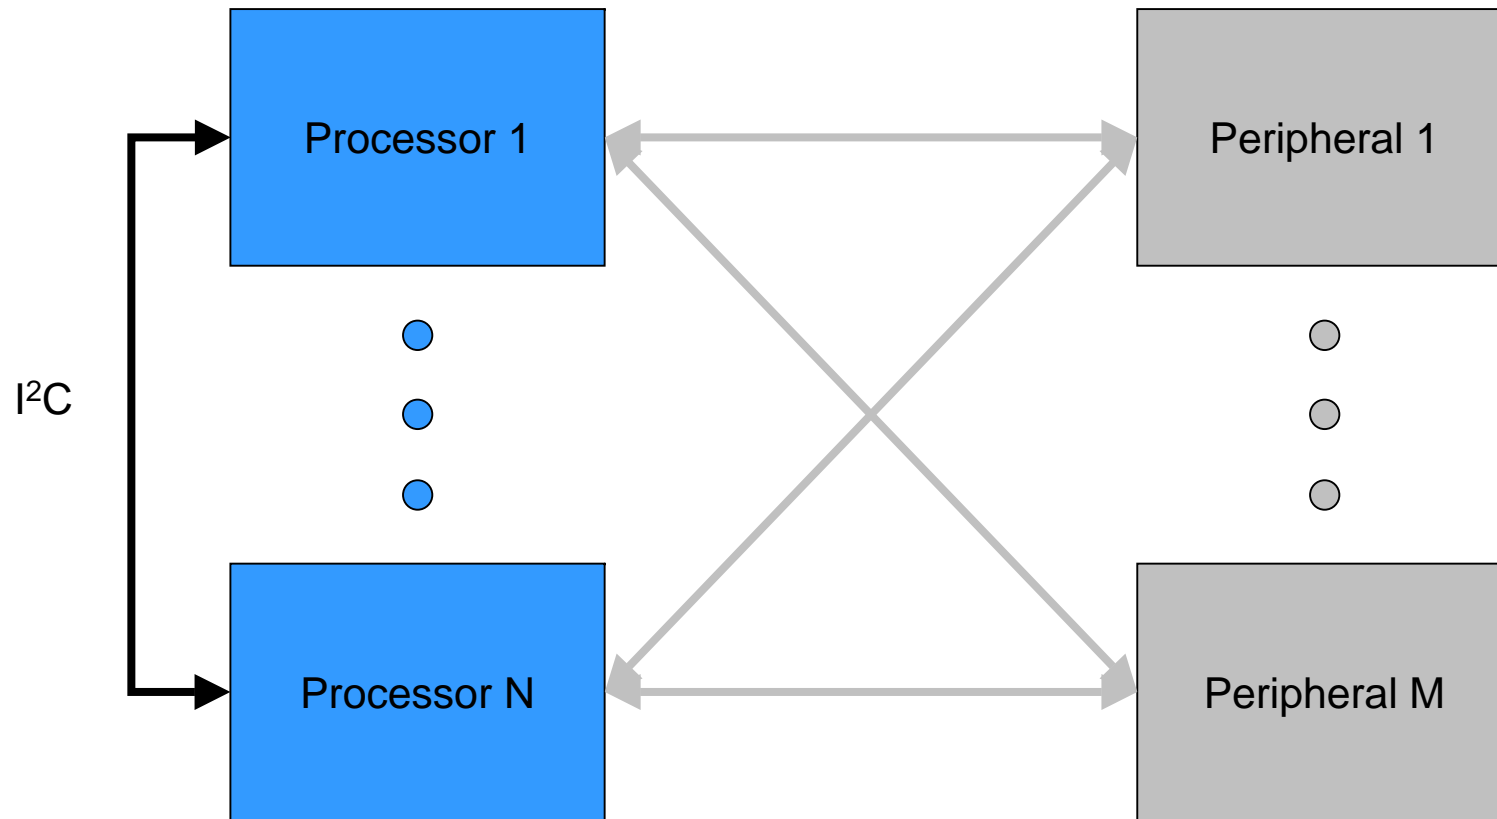 Processor 1
Peripheral 1
I²C
Processor N
Peripheral M